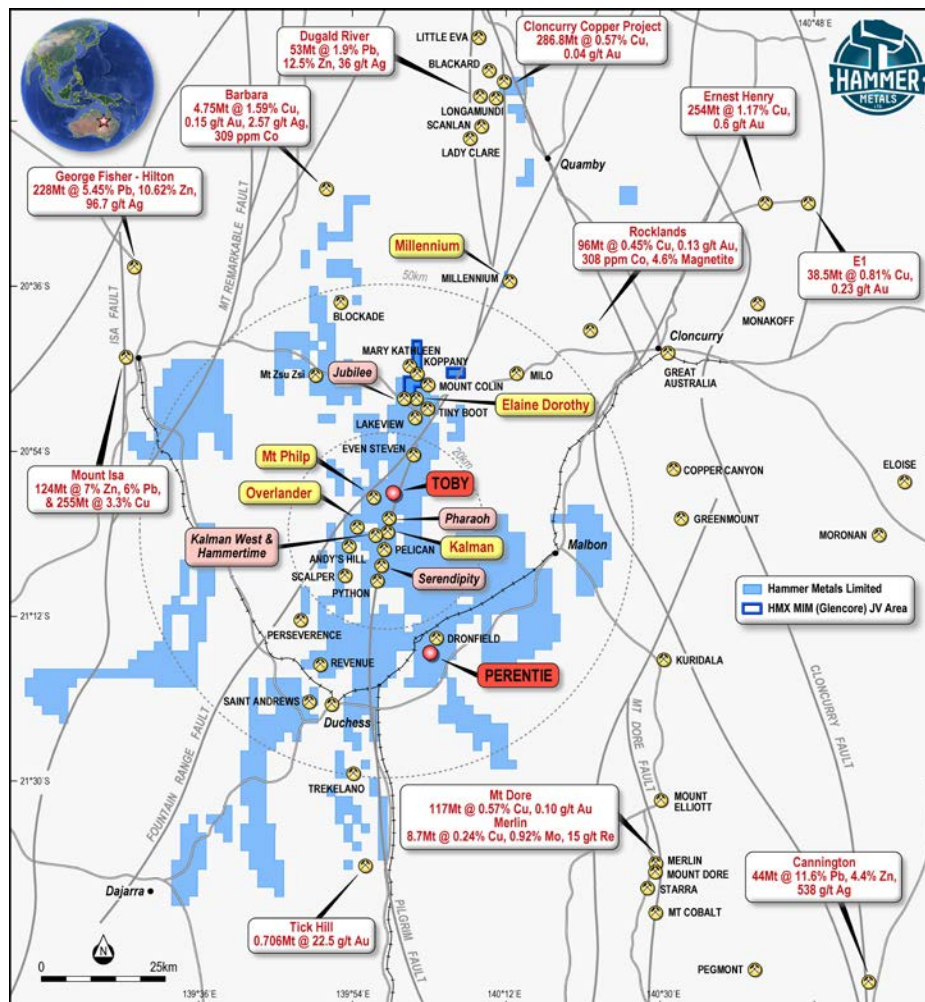 140°48'E
HAMMER
METALS
LTD
LITTLE EVA
BLACKARD
LONGAMUNDI
SCANLAN
LADY CLARE
Dugald River
53Mt @ 1.9% Pb,
12.5% Zn, 36 g/t Ag
Cloncurry Copper Project
286.8Mt @ 0.57% Cu,
0.04 g/t Au
Barbara
4.75Mt @ 1.59% Cu,
0.15 g/t Au, 2.57 g/t Ag,
309 ppm Co
Ernest Henry
254Mt @ 1.17% Cu,
0.6 g/t Au
Quamby
George Fisher - Hilton
228Mt @ 5.45% Pb, 10.62% Zn,
96.7 g/t Ag
MT REMARKABLE FAULT
Rocklands
96Mt @ 0.45% Cu, 0.13 g/t Au,
308 ppm Co, 4.6% Magnetite
E1
38.5Mt @ 0.81% Cu,
0.23 g/t Au
Millennium
MILLENNIUM
50km
20°36'S
ISA FAULT
BLOCKADE
MONAKOFF
Cloncurry
GREAT
AUSTRALIA
MARY KATHLEEN
KOPPANY
Mt Zsu Zsi
Jubilee
MOUNT COLIN
MILO
Elaine Dorothy
TINY BOOT
LAKEVIEW
20°54'S
EVEN STEVEN
20km
Mount Isa
124Mt @ 7% Zn, 6% Pb,
& 255Mt @ 3.3% Cu
Mt Philp
TOBY
COPPER CANYON
ELOISE
Overlander
Pharaoh
GREENMOUNT
MORONAN
Kalman West &
Hammertime
Kalman
ANDY'S HILL
PELICAN
Malbon
SCALPER
Serendipity
PYTHON
Hammer Metals Limited
HMX MIM (Glencore) JV Area
21°12'S
PERSEVERENCE
DRONFIELD
REVENUE
PERENTIE
KURIDALA
SAINT ANDREWS
Duchess
MT DORE FAULT
CLONCURRY FAULT
FOUNTAIN RANGE FAULT
21°30'S
TREKELANO
Mt Dore
117Mt @ 0.57% Cu, 0.10 g/t Au
Merlin
8.7Mt @ 0.24% Cu, 0.92% Mo, 15 g/t Re
MOUNT
ELLIOTT
MERLIN
MOUNT DORE
STARRA
MT COBALT
Cannington
44Mt @ 11.6% Pb, 4.4% Zn,
538 g/t Ag
Dajarra
Tick Hill
0.706Mt @ 22.5 g/t Au
PILGRIM FAULT
PEGMONT
N
0
25km
139°36'E
139°54'E
140°12'E
140°30'E